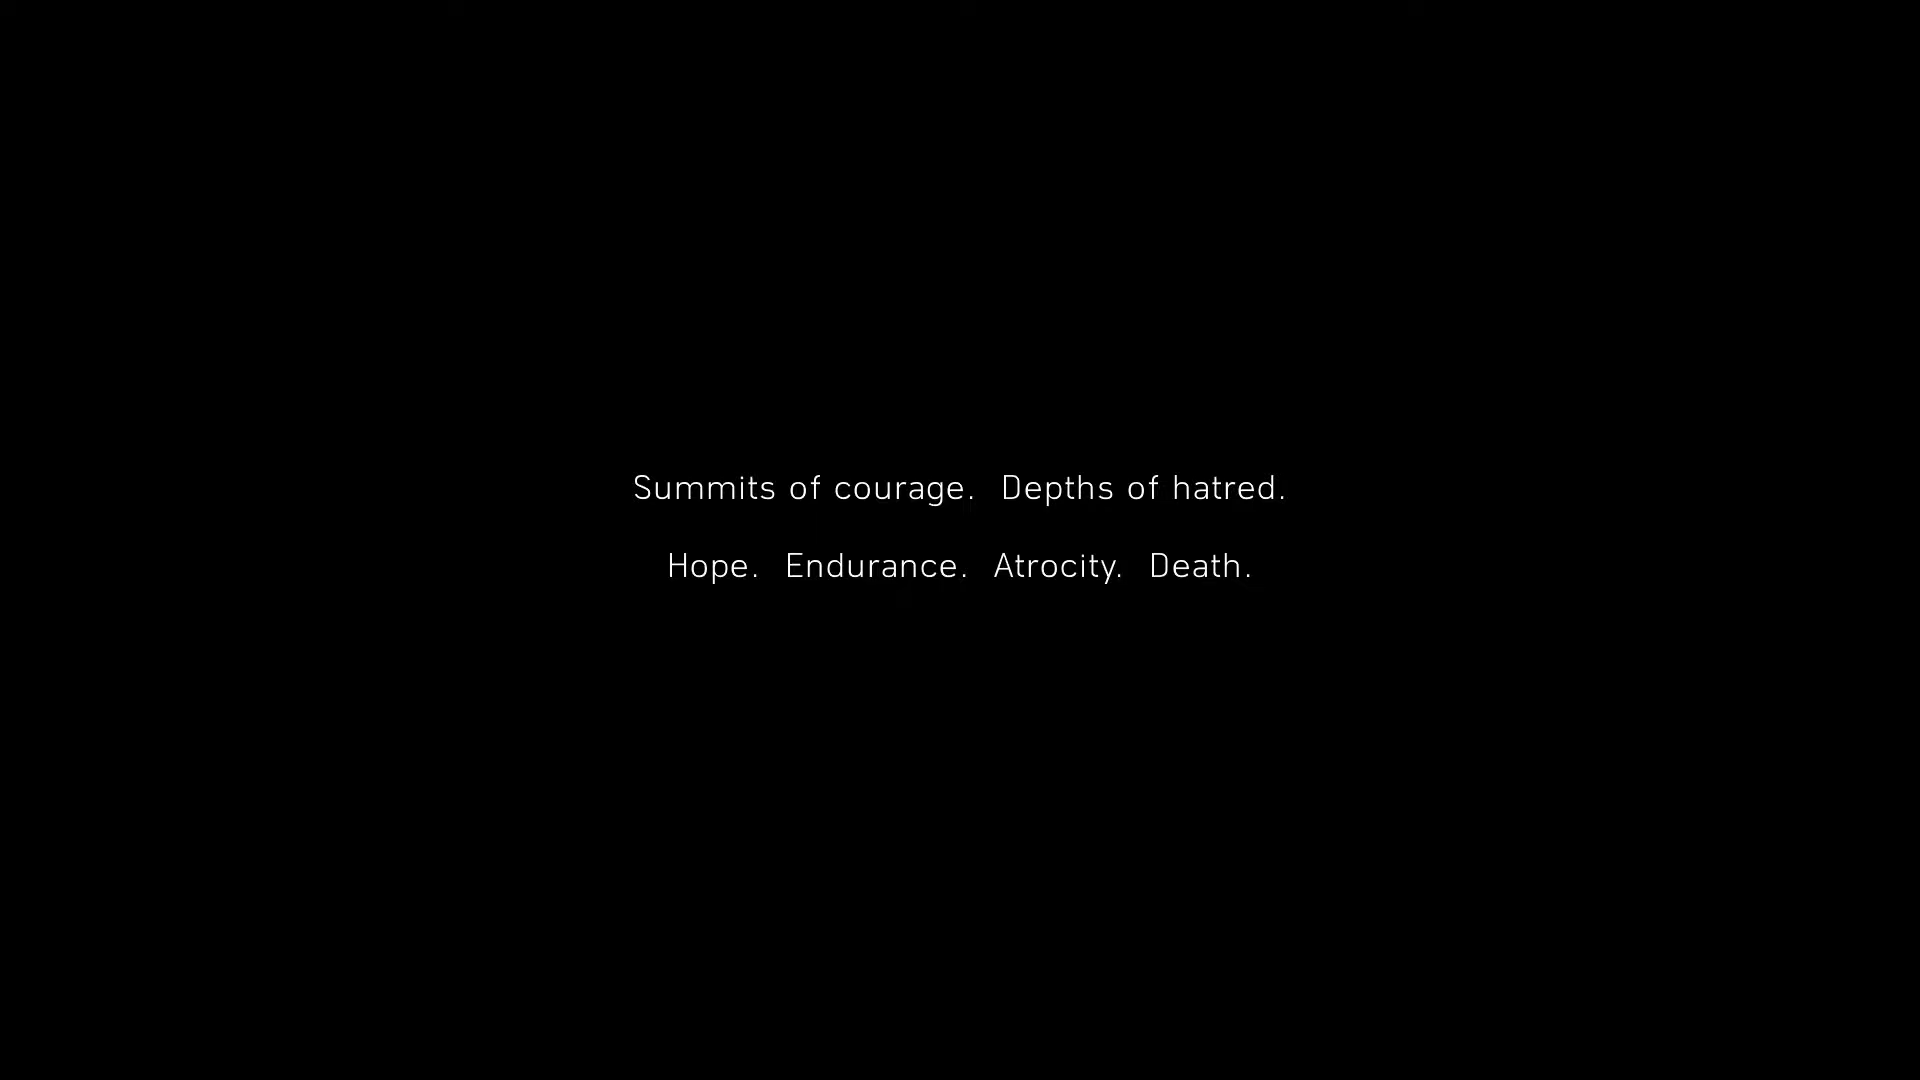 Summits of courage.  Depths of hatred.
Hope.  Endurance.  Atrocity.  Death.